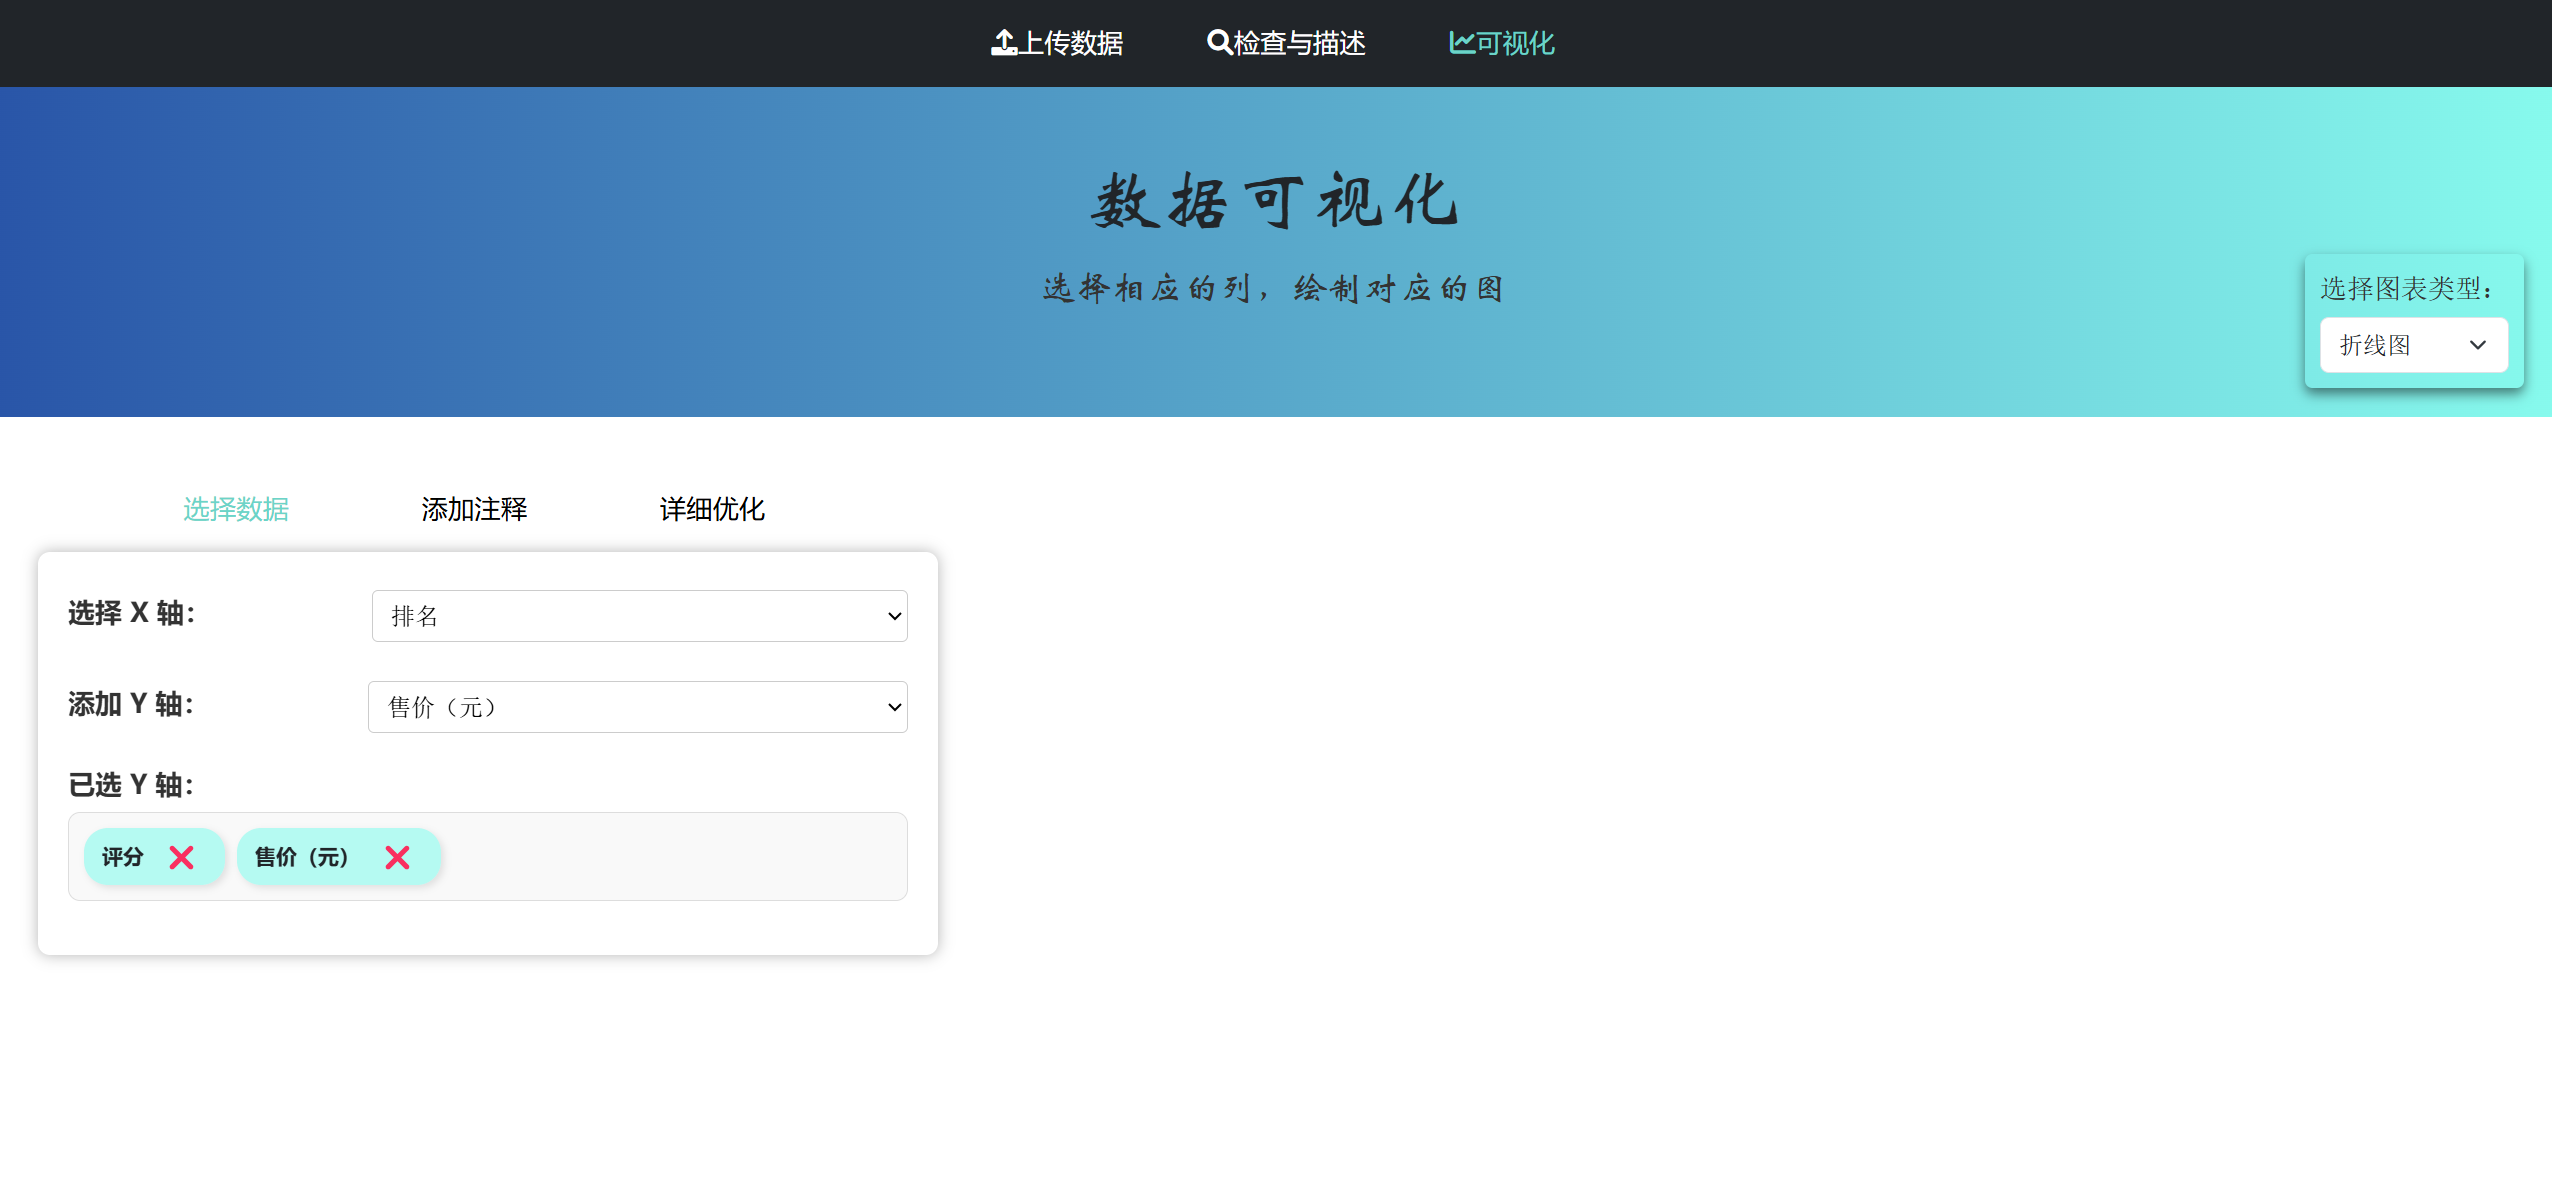 上传数据 检查与描述 可视化
数据可视化
选择相应的列，绘制对应的图
选择图表类型：
折线图
选择数据 添加注释 详细优化
选择 X 轴： 排名
添加 Y 轴： 售价（元）
已选 Y 轴：
评分 售价（元）